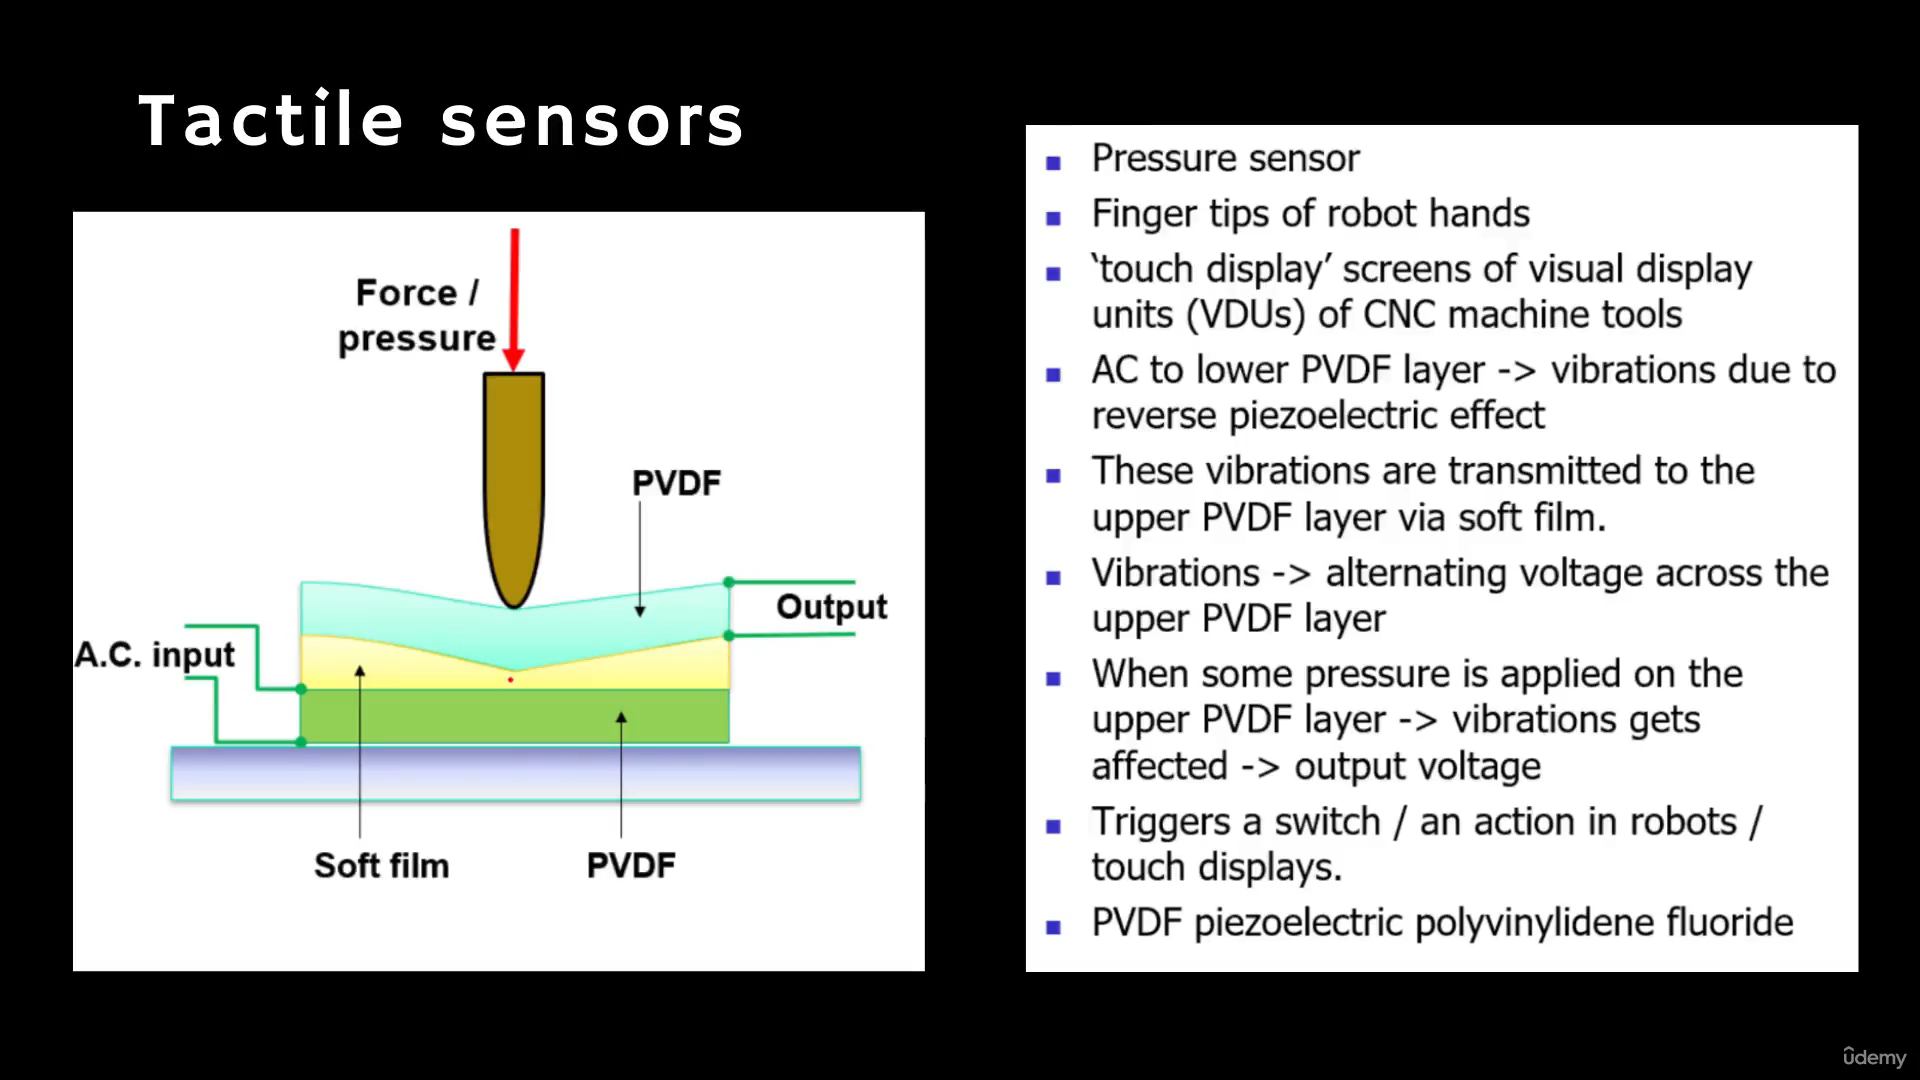 Tactile sensors
Force /
pressure
PVDF
Output
A.C. input
Soft film
PVDF
Pressure sensor
Finger tips of robot hands
‘touch display’ screens of visual display
units (VDUs) of CNC machine tools
AC to lower PVDF layer -> vibrations due to
reverse piezoelectric effect
These vibrations are transmitted to the
upper PVDF layer via soft film.
Vibrations -> alternating voltage across the
upper PVDF layer
When some pressure is applied on the
upper PVDF layer -> vibrations gets
affected -> output voltage
Triggers a switch / an action in robots /
touch displays.
PVDF piezoelectric polyvinylidene fluoride
ûdemy